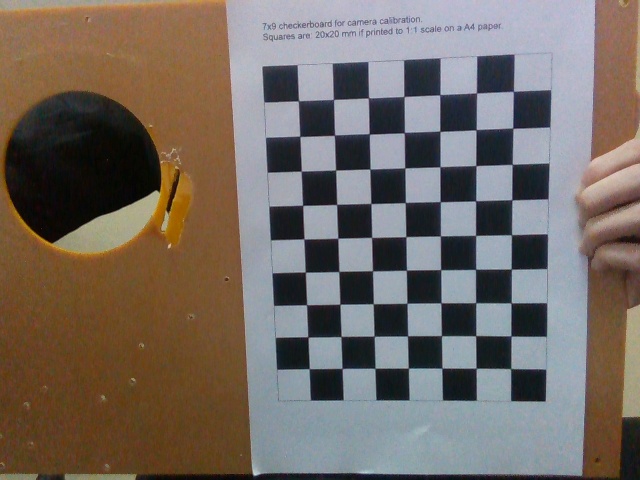 7x9 checkerboard for camera calibration.
Squares are: 20x20 mm if printed to 1:1 scale on a A4 paper.